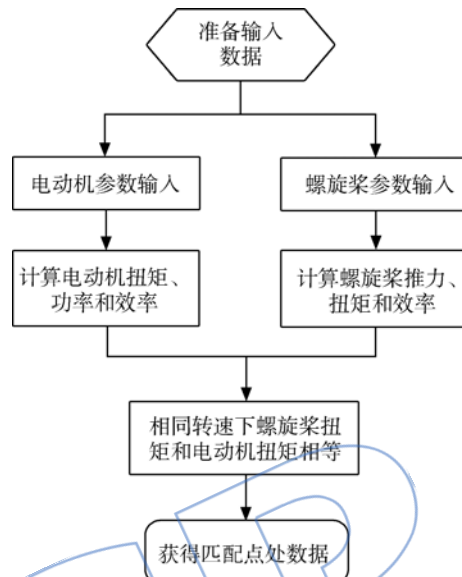 准备输入
数据
电动机参数输入
螺旋桨参数输入
计算电动机扭矩、
功率和效率
计算螺旋桨推力、
扭矩和效率
相同转速下螺旋桨扭
矩和电动机扭矩相等
获得匹配点处数据